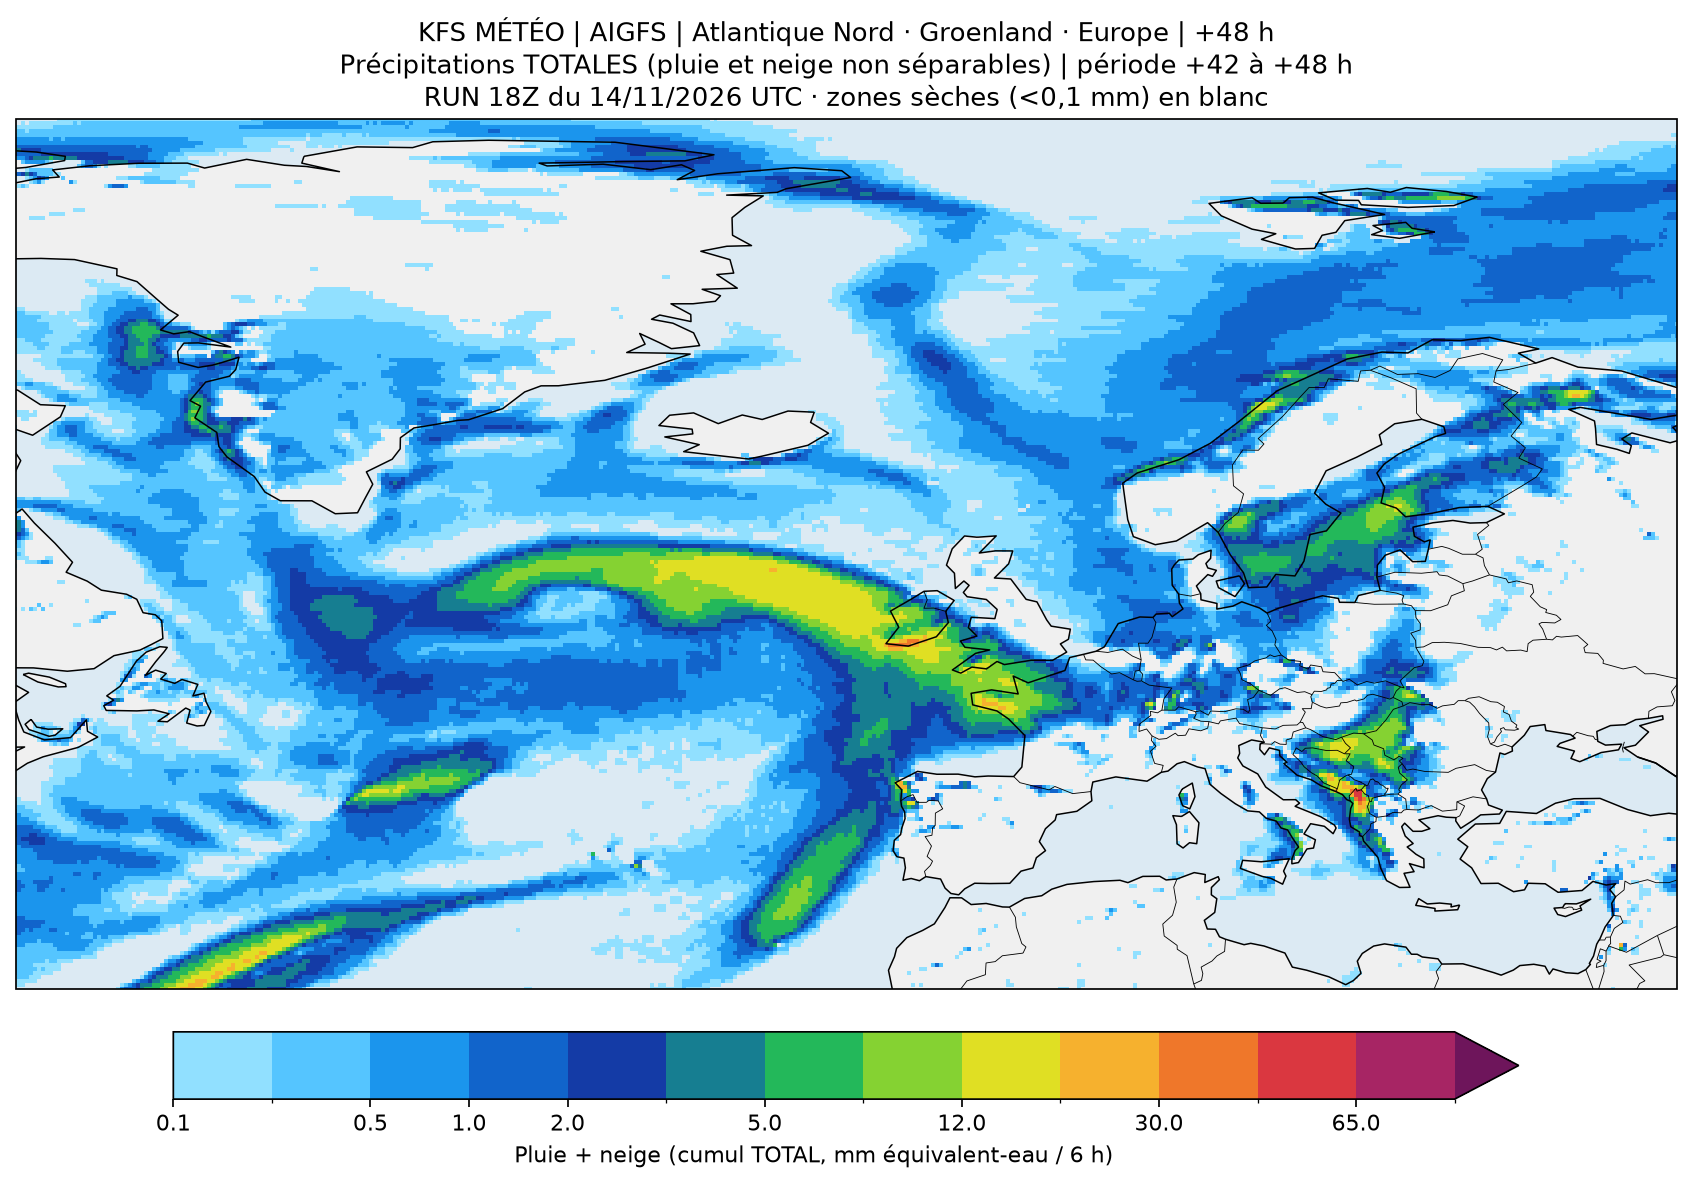 KFS MÉTÉO | AIGFS | Atlantique Nord · Groenland · Europe | +48 h
Précipitations TOTALES (pluie et neige non séparables) | période +42 à +48 h
RUN 18Z du 14/11/2026 UTC · zones sèches (<0,1 mm) en blanc
0.1 0.5 1.0 2.0 5.0 12.0 30.0 65.0
Pluie + neige (cumul TOTAL, mm équivalent-eau / 6 h)